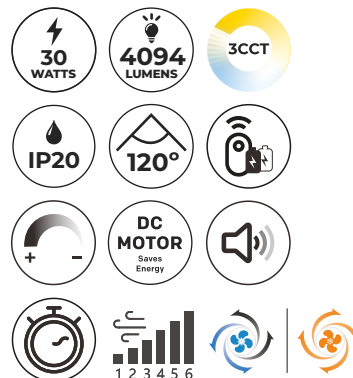 30
WATTS
4094
LUMENS
3CCT
IP20
120°
+ −
DC
MOTOR
Saves
Energy
1 2 3 4 5 6